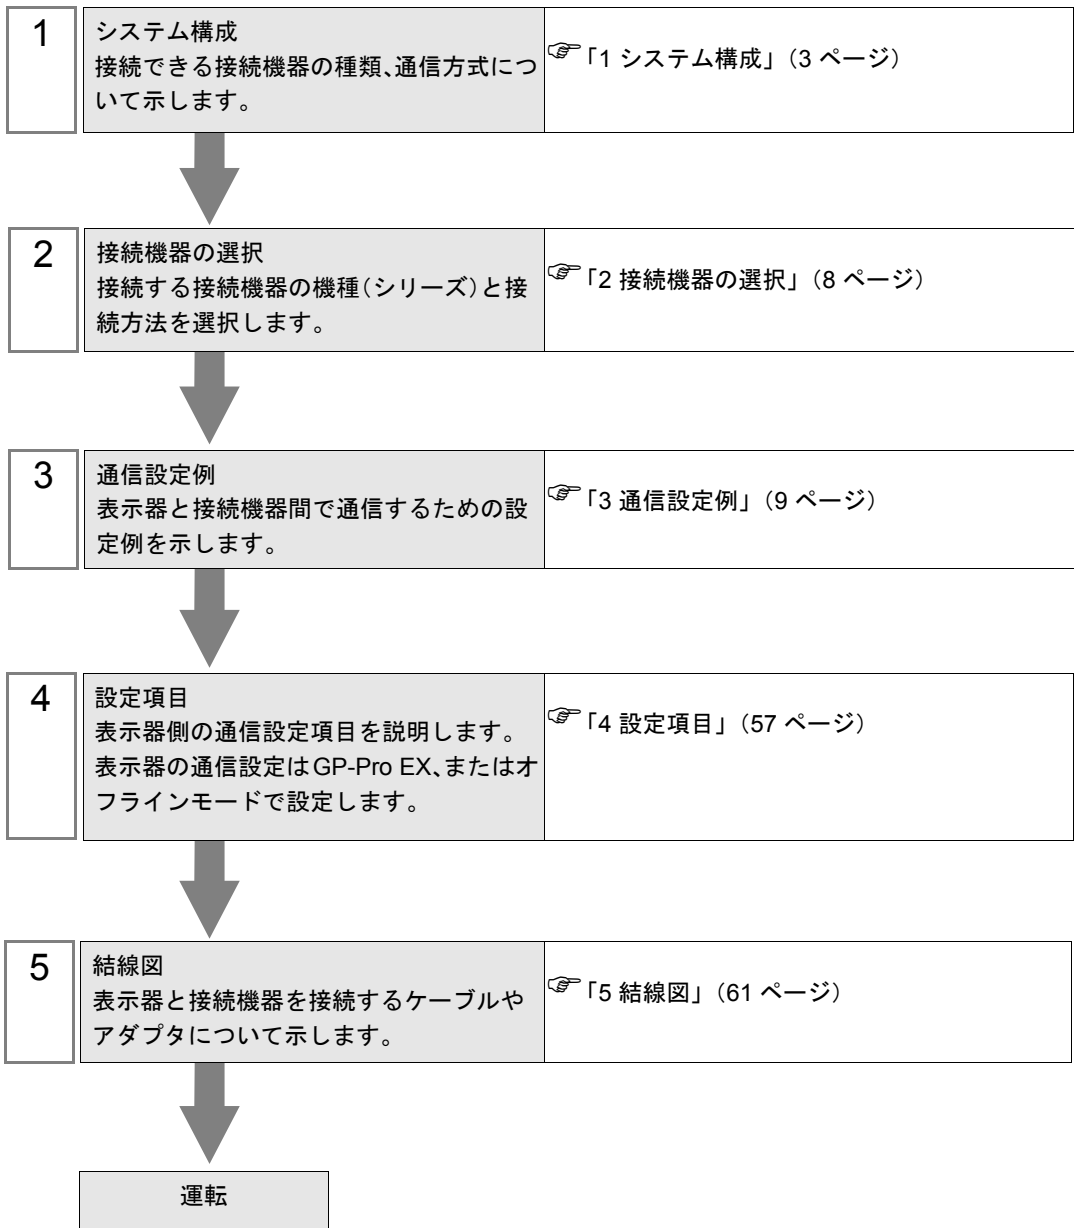 1
システム構成
接続できる接続機器の種類、通信方式につ
いて示します。
☞「1 システム構成」（3 ページ）
2
接続機器の選択
接続する接続機器の機種（シリーズ）と接
続方法を選択します。
☞「2 接続機器の選択」（8 ページ）
3
通信設定例
表示器と接続機器間で通信するための設
定例を示します。
☞「3 通信設定例」（9 ページ）
4
設定項目
表示器側の通信設定項目を説明します。
表示器の通信設定はGP-Pro EX、またはオ
フラインモードで設定します。
☞「4 設定項目」（57 ページ）
5
結線図
表示器と接続機器を接続するケーブルや
アダプタについて示します。
☞「5 結線図」（61 ページ）
運転